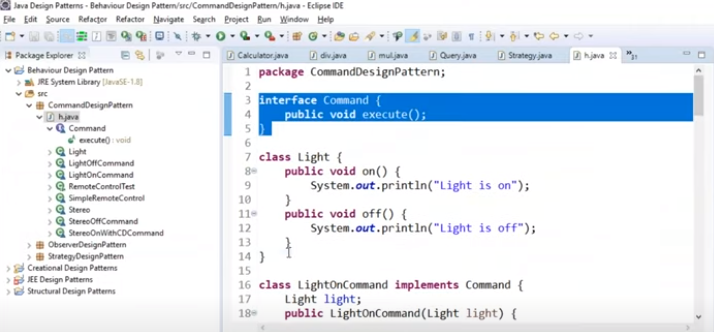 Java Design Patterns - Behaviour Design Pattern/src/CommandDesignPattern/h.java - Eclipse IDE
File Edit Source Refactor Refactor Navigate Search Project Run Window Help
Package Explorer
Calculator.java
div.java
mul.java
Query.java
Strategy.java
h.java
Behaviour Design Pattern
JRE System Library [JavaSE-1.8]
src
CommandDesignPattern
h.java
Command
execute() : void
Light
LightOffCommand
LightOnCommand
RemoteControlTest
SimpleRemoteControl
Stereo
StereoOffCommand
StereoOnWithCDCommand
ObserverDesignPattern
StrategyDesignPattern
Creational Design Patterns
JEE Design Patterns
Structural Design Patterns
1 package CommandDesignPattern;
2
3 interface Command {
4 public void execute();
5 }
6
7 class Light {
8 public void on() {
9 System.out.println("Light is on");
10 }
11 public void off() {
12 System.out.println("Light is off");
13 }
14 }
15
16 class LightOnCommand implements Command {
17 Light light;
18 public LightOnCommand(Light light) {